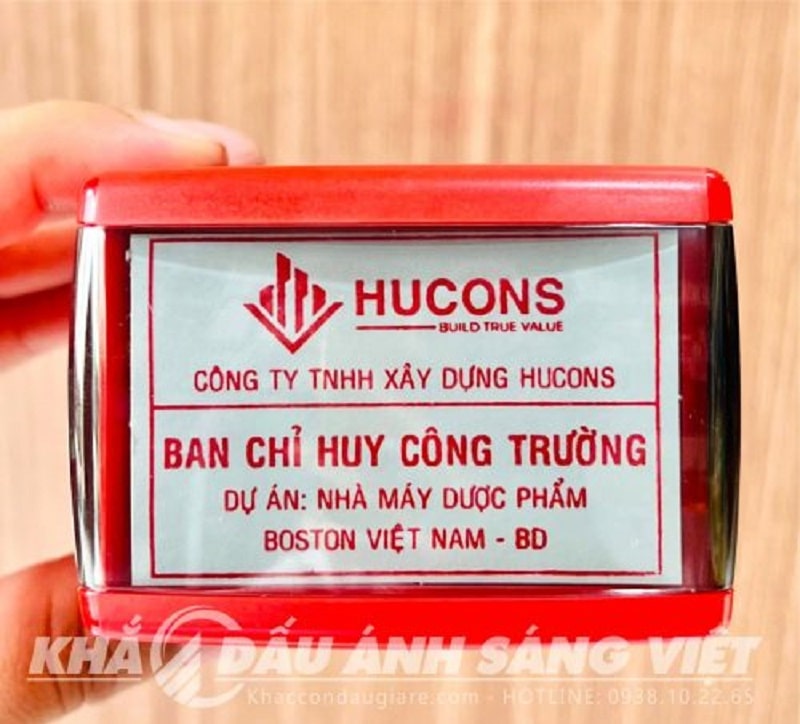 HUCONS
BUILD TRUE VALUE
CÔNG TY TNHH XÂY DỰNG HUCONS
BAN CHỈ HUY CÔNG TRƯỜNG
DỰ ÁN: NHÀ MÁY DƯỢC PHẨM
BOSTON VIỆT NAM - BD
KHẮC DẤU ÁNH SÁNG VIỆT
Khaccondaugiare.com - HOTLINE: 0938.10.22.65